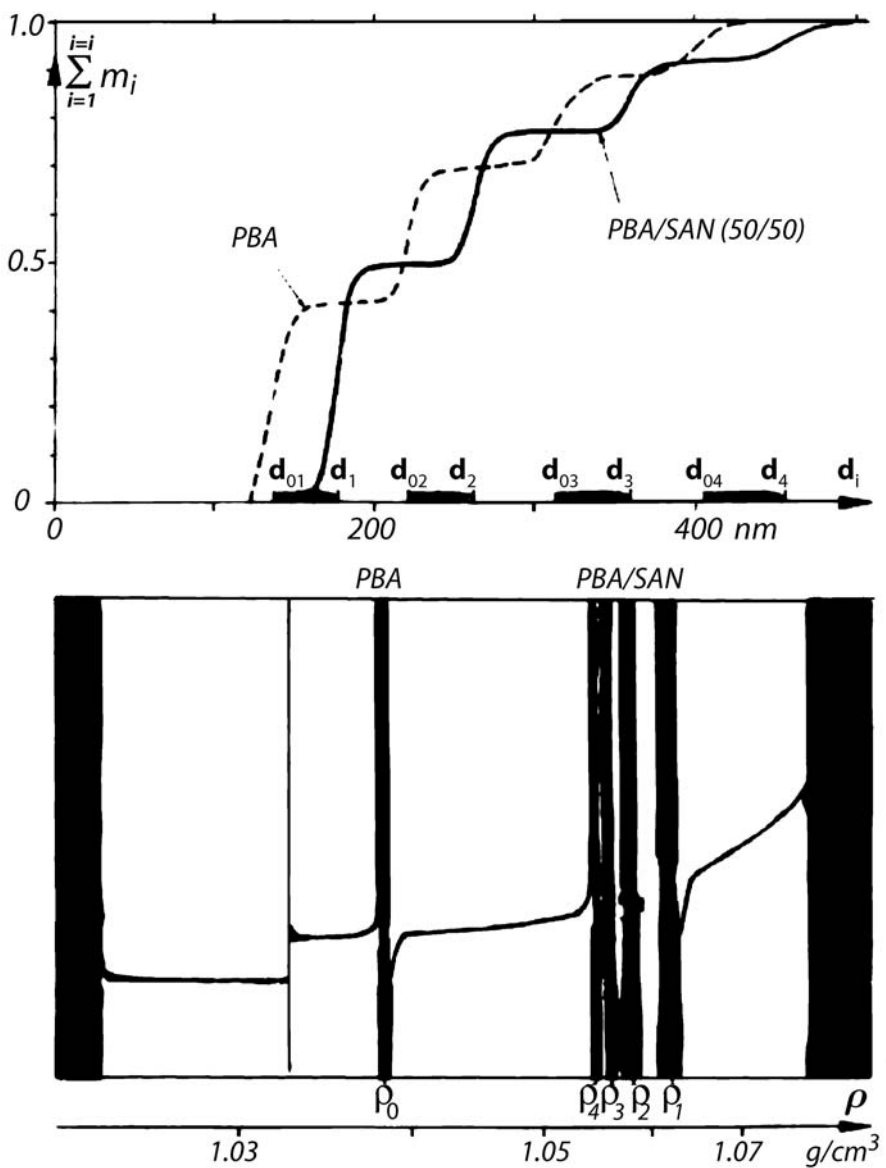 1.0
i=i
∑ mᵢ
i=1
PBA
PBA/SAN (50/50)
0.5
d₀₁ d₁ d₀₂ d₂ d₀₃ d₃ d₀₄ d₄ dᵢ
0
0 200 400 nm
PBA PBA/SAN
ρ₀ ρ₄ ρ₃ ρ₂ ρ₁ ρ
1.03 1.05 1.07 g/cm³